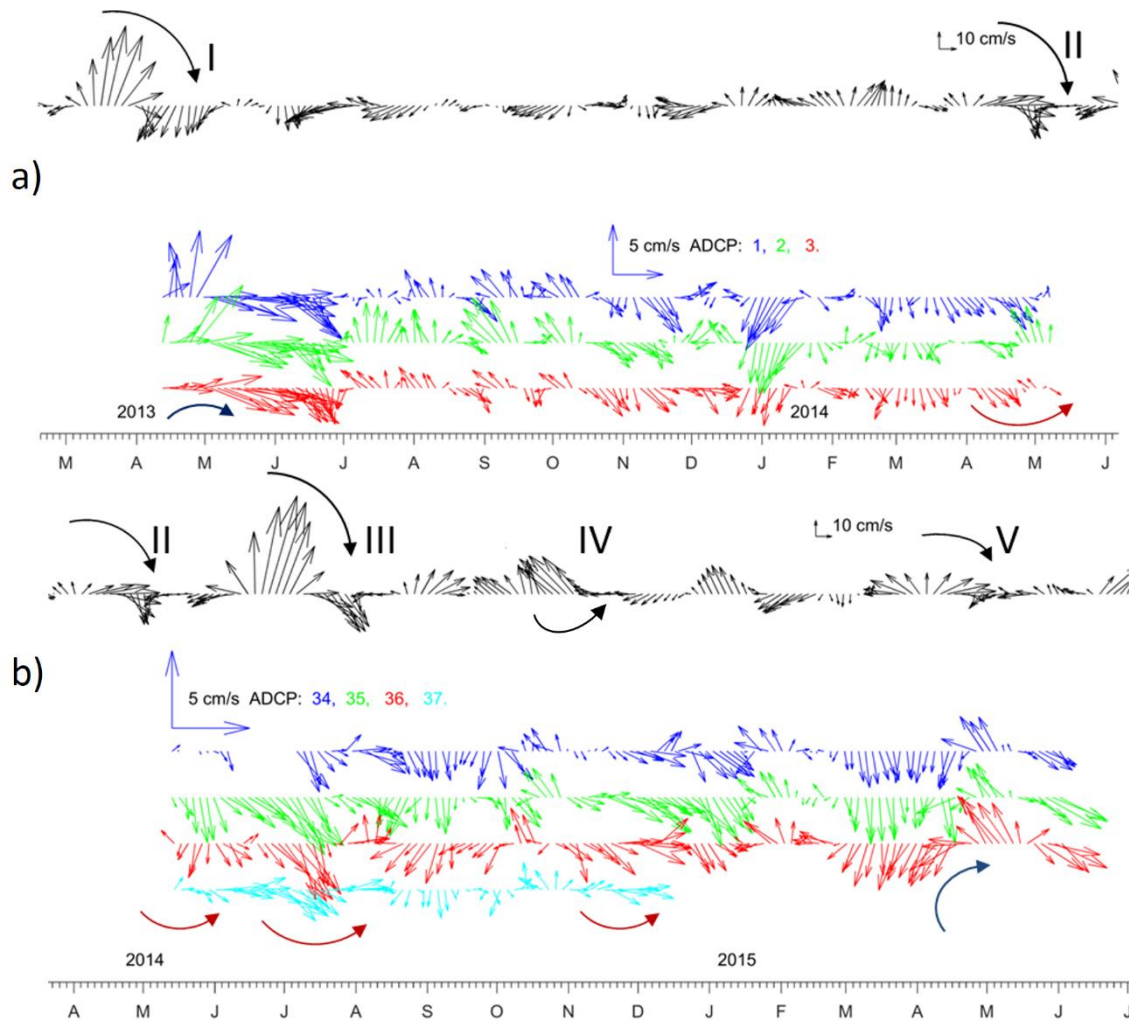 I
10 cm/s
II
a)
5 cm/s ADCP: 1, 2, 3.
2013
2014
M A M J J A S O N D J F M A M J
II
III
IV
10 cm/s
V
b)
5 cm/s ADCP: 34, 35, 36, 37.
2014
2015
A M J J A S O N D J F M A M J J